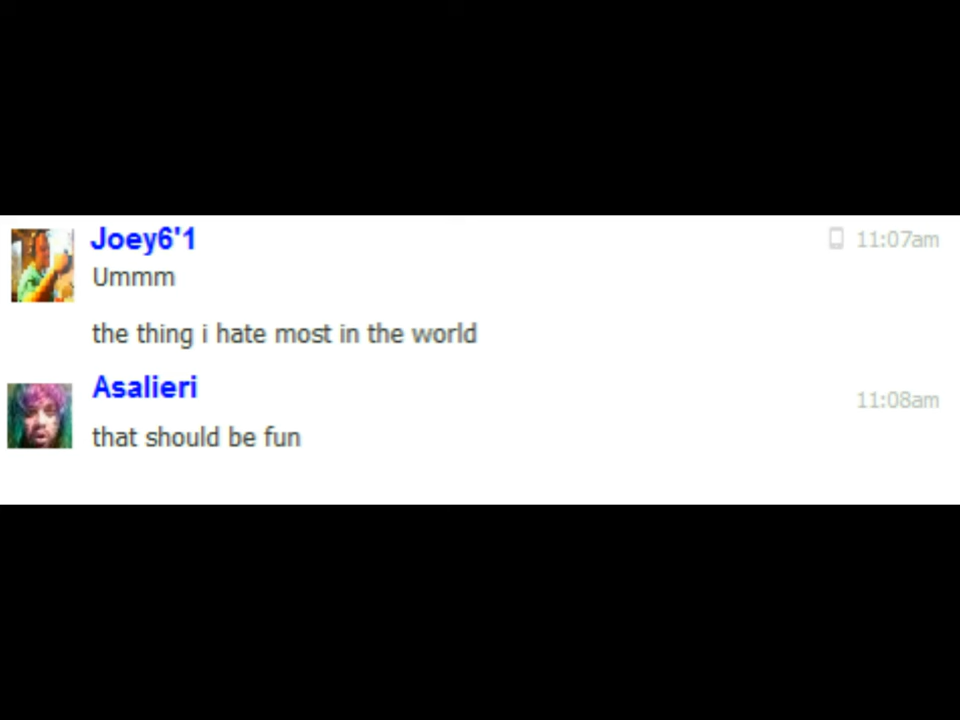 Joey6'1
11:07am
Ummm
the thing i hate most in the world
Asalieri
11:08am
that should be fun